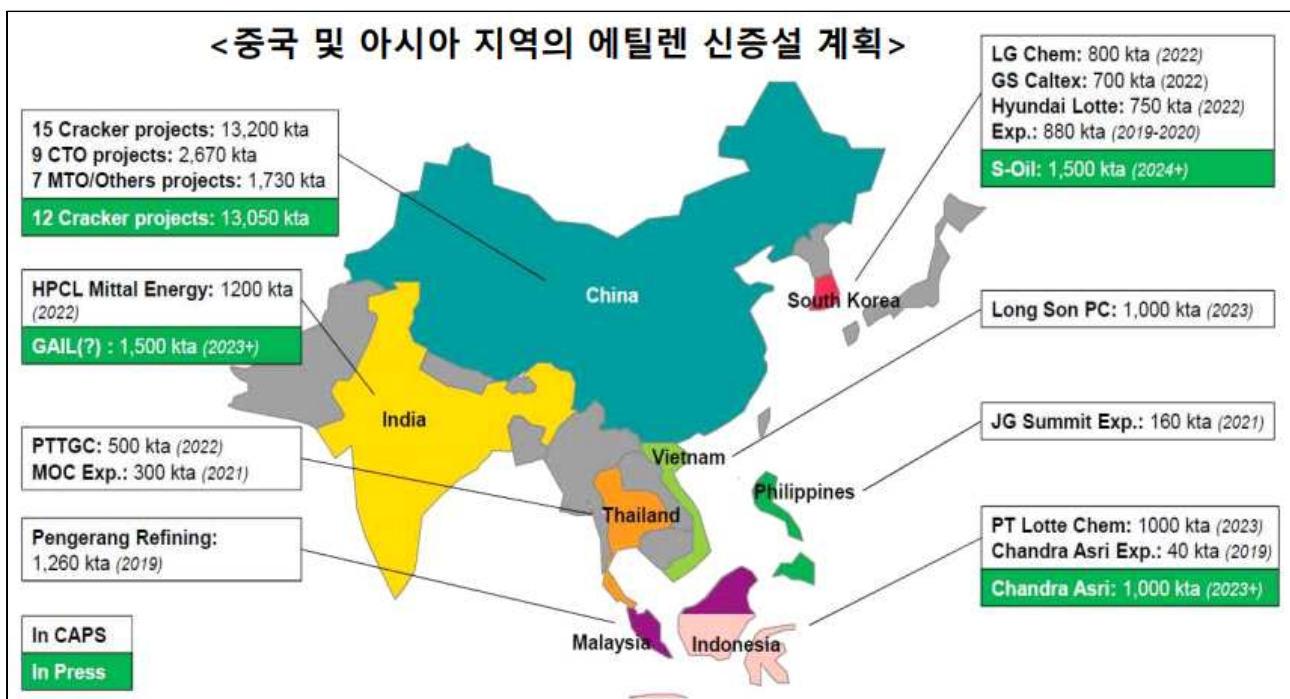 <중국 및 아시아 지역의 에틸렌 신증설 계획>
15 Cracker projects: 13,200 kta
9 CTO projects: 2,670 kta
7 MTO/Others projects: 1,730 kta
12 Cracker projects: 13,050 kta
LG Chem: 800 kta (2022)
GS Caltex: 700 kta (2022)
Hyundai Lotte: 750 kta (2022)
Exp.: 880 kta (2019-2020)
S-Oil: 1,500 kta (2024+)
HPCL Mittal Energy: 1200 kta
(2022)
GAIL(?) : 1,500 kta (2023+)
China
South Korea
Long Son PC: 1,000 kta (2023)
India
PTTGC: 500 kta (2022)
MOC Exp.: 300 kta (2021)
JG Summit Exp.: 160 kta (2021)
Vietnam
Philippines
Thailand
Pengerang Refining:
1,260 kta (2019)
PT Lotte Chem: 1000 kta (2023)
Chandra Asri Exp.: 40 kta (2019)
Chandra Asri: 1,000 kta (2023+)
Malaysia
Indonesia
In CAPS
In Press